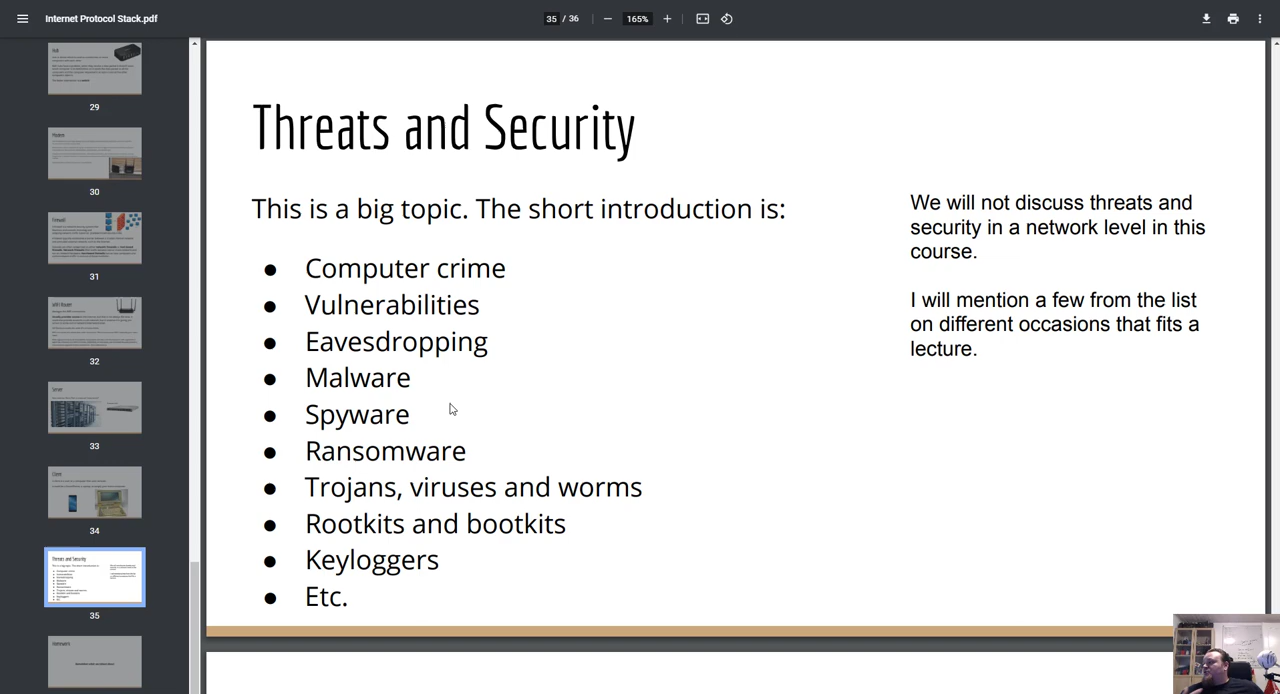 Internet Protocol Stack.pdf
35 / 36
165%
Threats and Security
This is a big topic. The short introduction is:
● Computer crime
● Vulnerabilities
● Eavesdropping
● Malware
● Spyware
● Ransomware
● Trojans, viruses and worms
● Rootkits and bootkits
● Keyloggers
● Etc.
We will not discuss threats and
security in a network level in this
course.
I will mention a few from the list
on different occasions that fits a
lecture.
29
30
31
32
33
34
Threats and Security
35